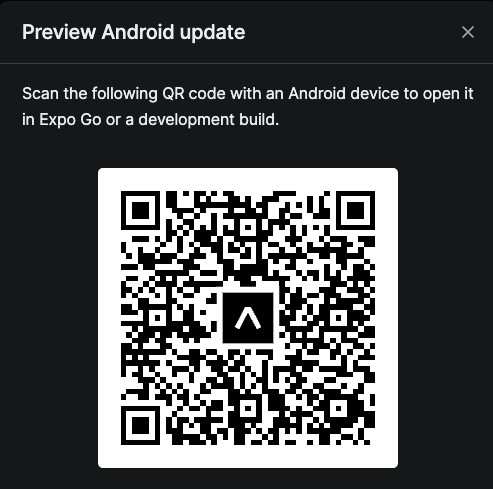 Preview Android update
Scan the following QR code with an Android device to open it
in Expo Go or a development build.